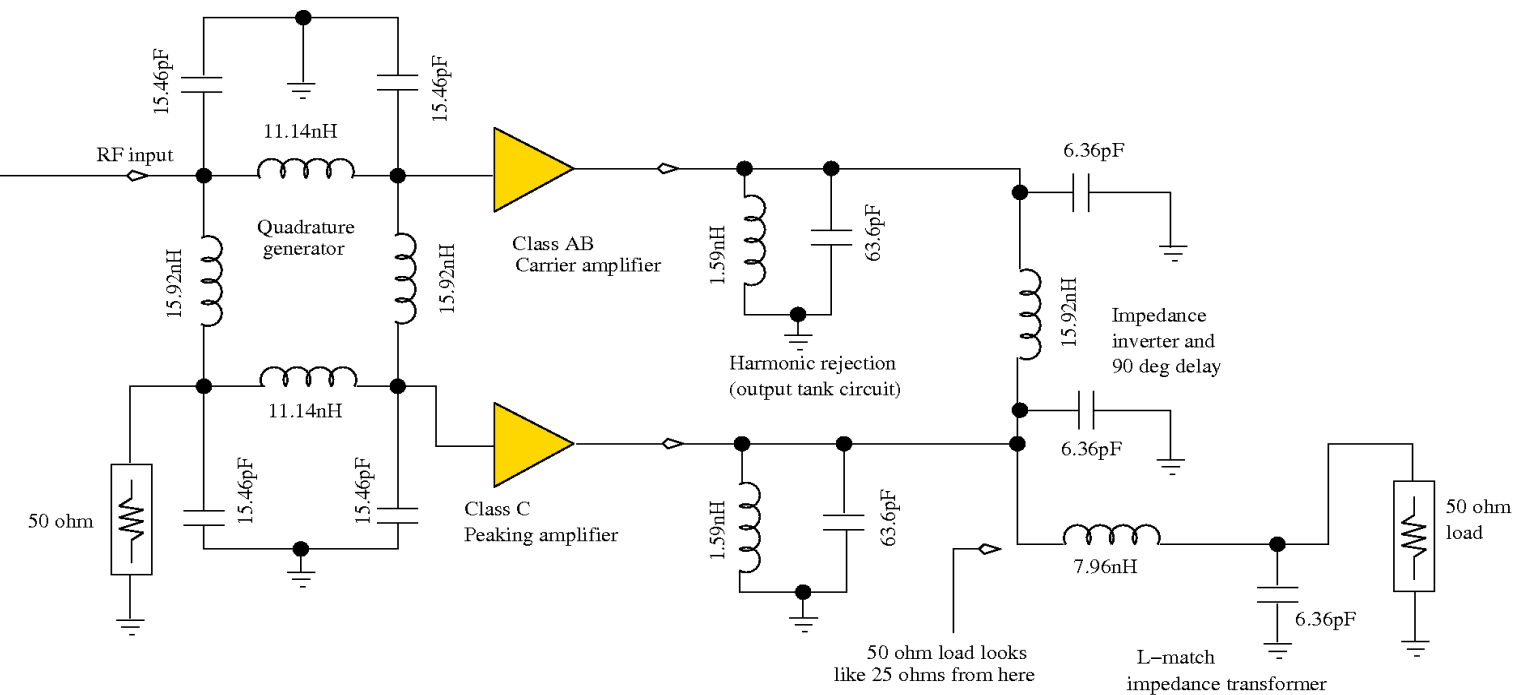 15.46pF
15.46pF
11.14nH
RF input
Quadrature
generator
15.92nH
15.92nH
11.14nH
50 ohm
15.46pF
15.46pF
Class AB
Carrier amplifier
Class C
Peaking amplifier
1.59nH
63.6pF
Harmonic rejection
(output tank circuit)
1.59nH
63.6pF
6.36pF
15.92nH
Impedance
inverter and
90 deg delay
6.36pF
7.96nH
50 ohm
load
6.36pF
50 ohm load looks
like 25 ohms from here
L−match
impedance transformer